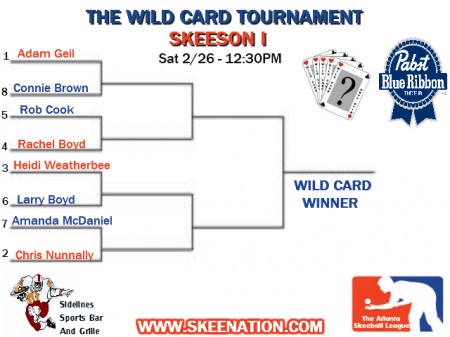 THE WILD CARD TOURNAMENT
SKEESON I
Sat 2/26 - 12:30PM
1 Adam Geil
8 Connie Brown
5 Rob Cook
4 Rachel Boyd
3 Heidi Weatherbee
6 Larry Boyd
7 Amanda McDaniel
2 Chris Nunnally
?
Pabst
Blue Ribbon
BEER
WILD CARD
WINNER
Sidelines
Sports Bar
And Grille
WWW.SKEENATION.COM
The Atlanta
Skeeball League